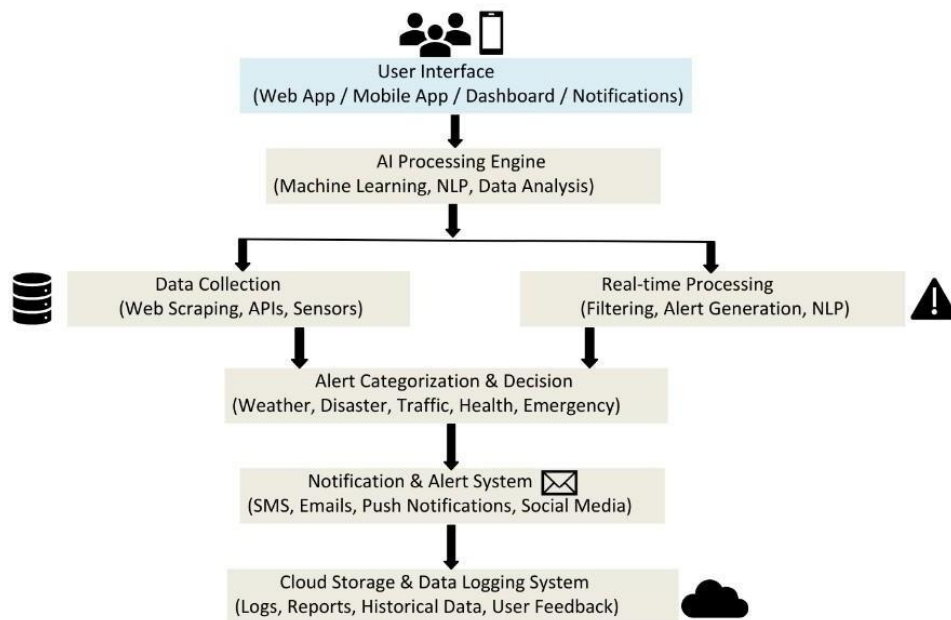 User Interface
(Web App / Mobile App / Dashboard / Notifications)
AI Processing Engine
(Machine Learning, NLP, Data Analysis)
Data Collection
(Web Scraping, APIs, Sensors)
Real-time Processing
(Filtering, Alert Generation, NLP)
Alert Categorization & Decision
(Weather, Disaster, Traffic, Health, Emergency)
Notification & Alert System
(SMS, Emails, Push Notifications, Social Media)
Cloud Storage & Data Logging System
(Logs, Reports, Historical Data, User Feedback)